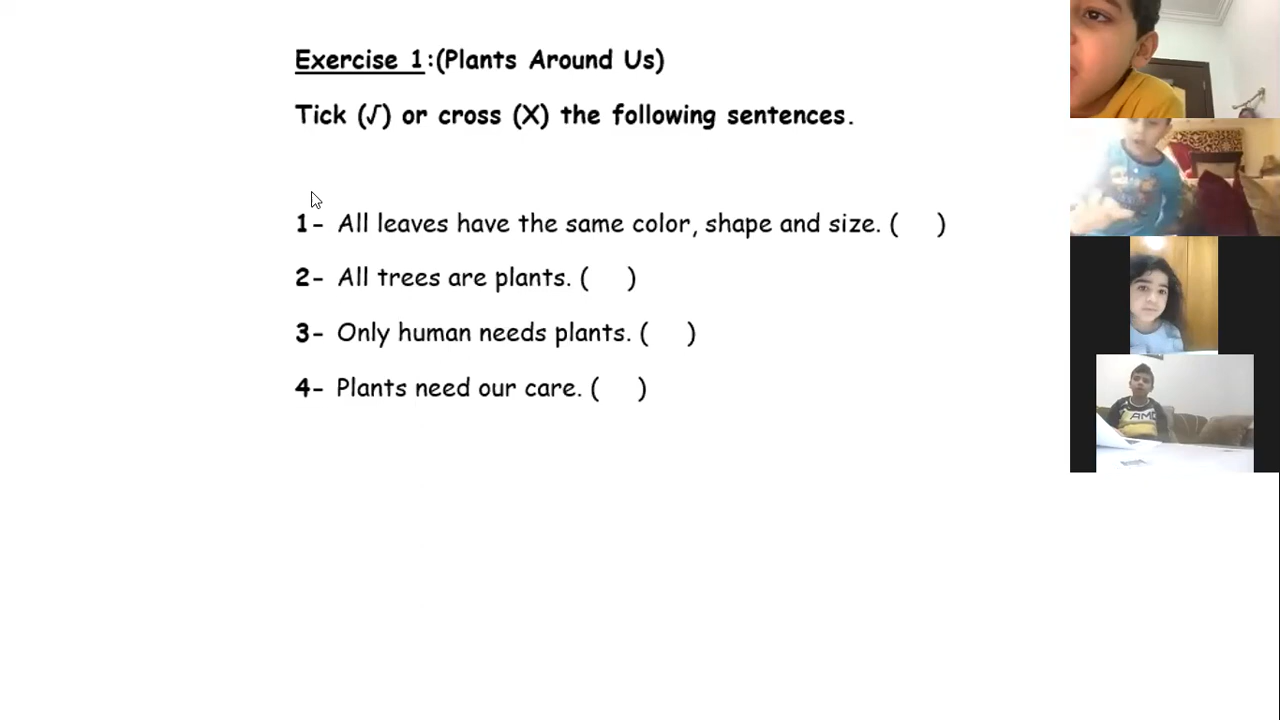 Exercise 1:(Plants Around Us)
Tick (√) or cross (X) the following sentences.
1- All leaves have the same color, shape and size. ( )
2- All trees are plants. ( )
3- Only human needs plants. ( )
4- Plants need our care. ( )